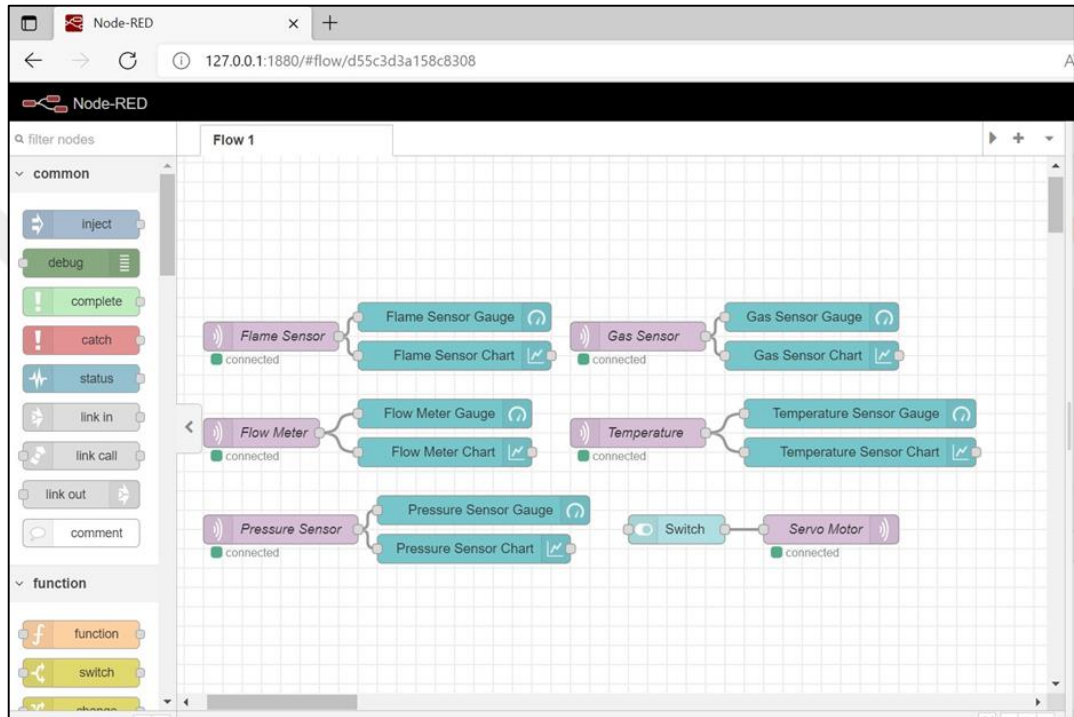 Node-RED
127.0.0.1:1880/#flow/d55c3d3a158c8308
Node-RED
filter nodes
Flow 1
common
inject
debug
complete
catch
status
link in
link call
link out
comment
function
function
switch
Flame Sensor
connected
Flame Sensor Gauge
Flame Sensor Chart
Gas Sensor
connected
Gas Sensor Gauge
Gas Sensor Chart
Flow Meter
connected
Flow Meter Gauge
Flow Meter Chart
Temperature
connected
Temperature Sensor Gauge
Temperature Sensor Chart
Pressure Sensor
connected
Pressure Sensor Gauge
Pressure Sensor Chart
Switch
Servo Motor
connected